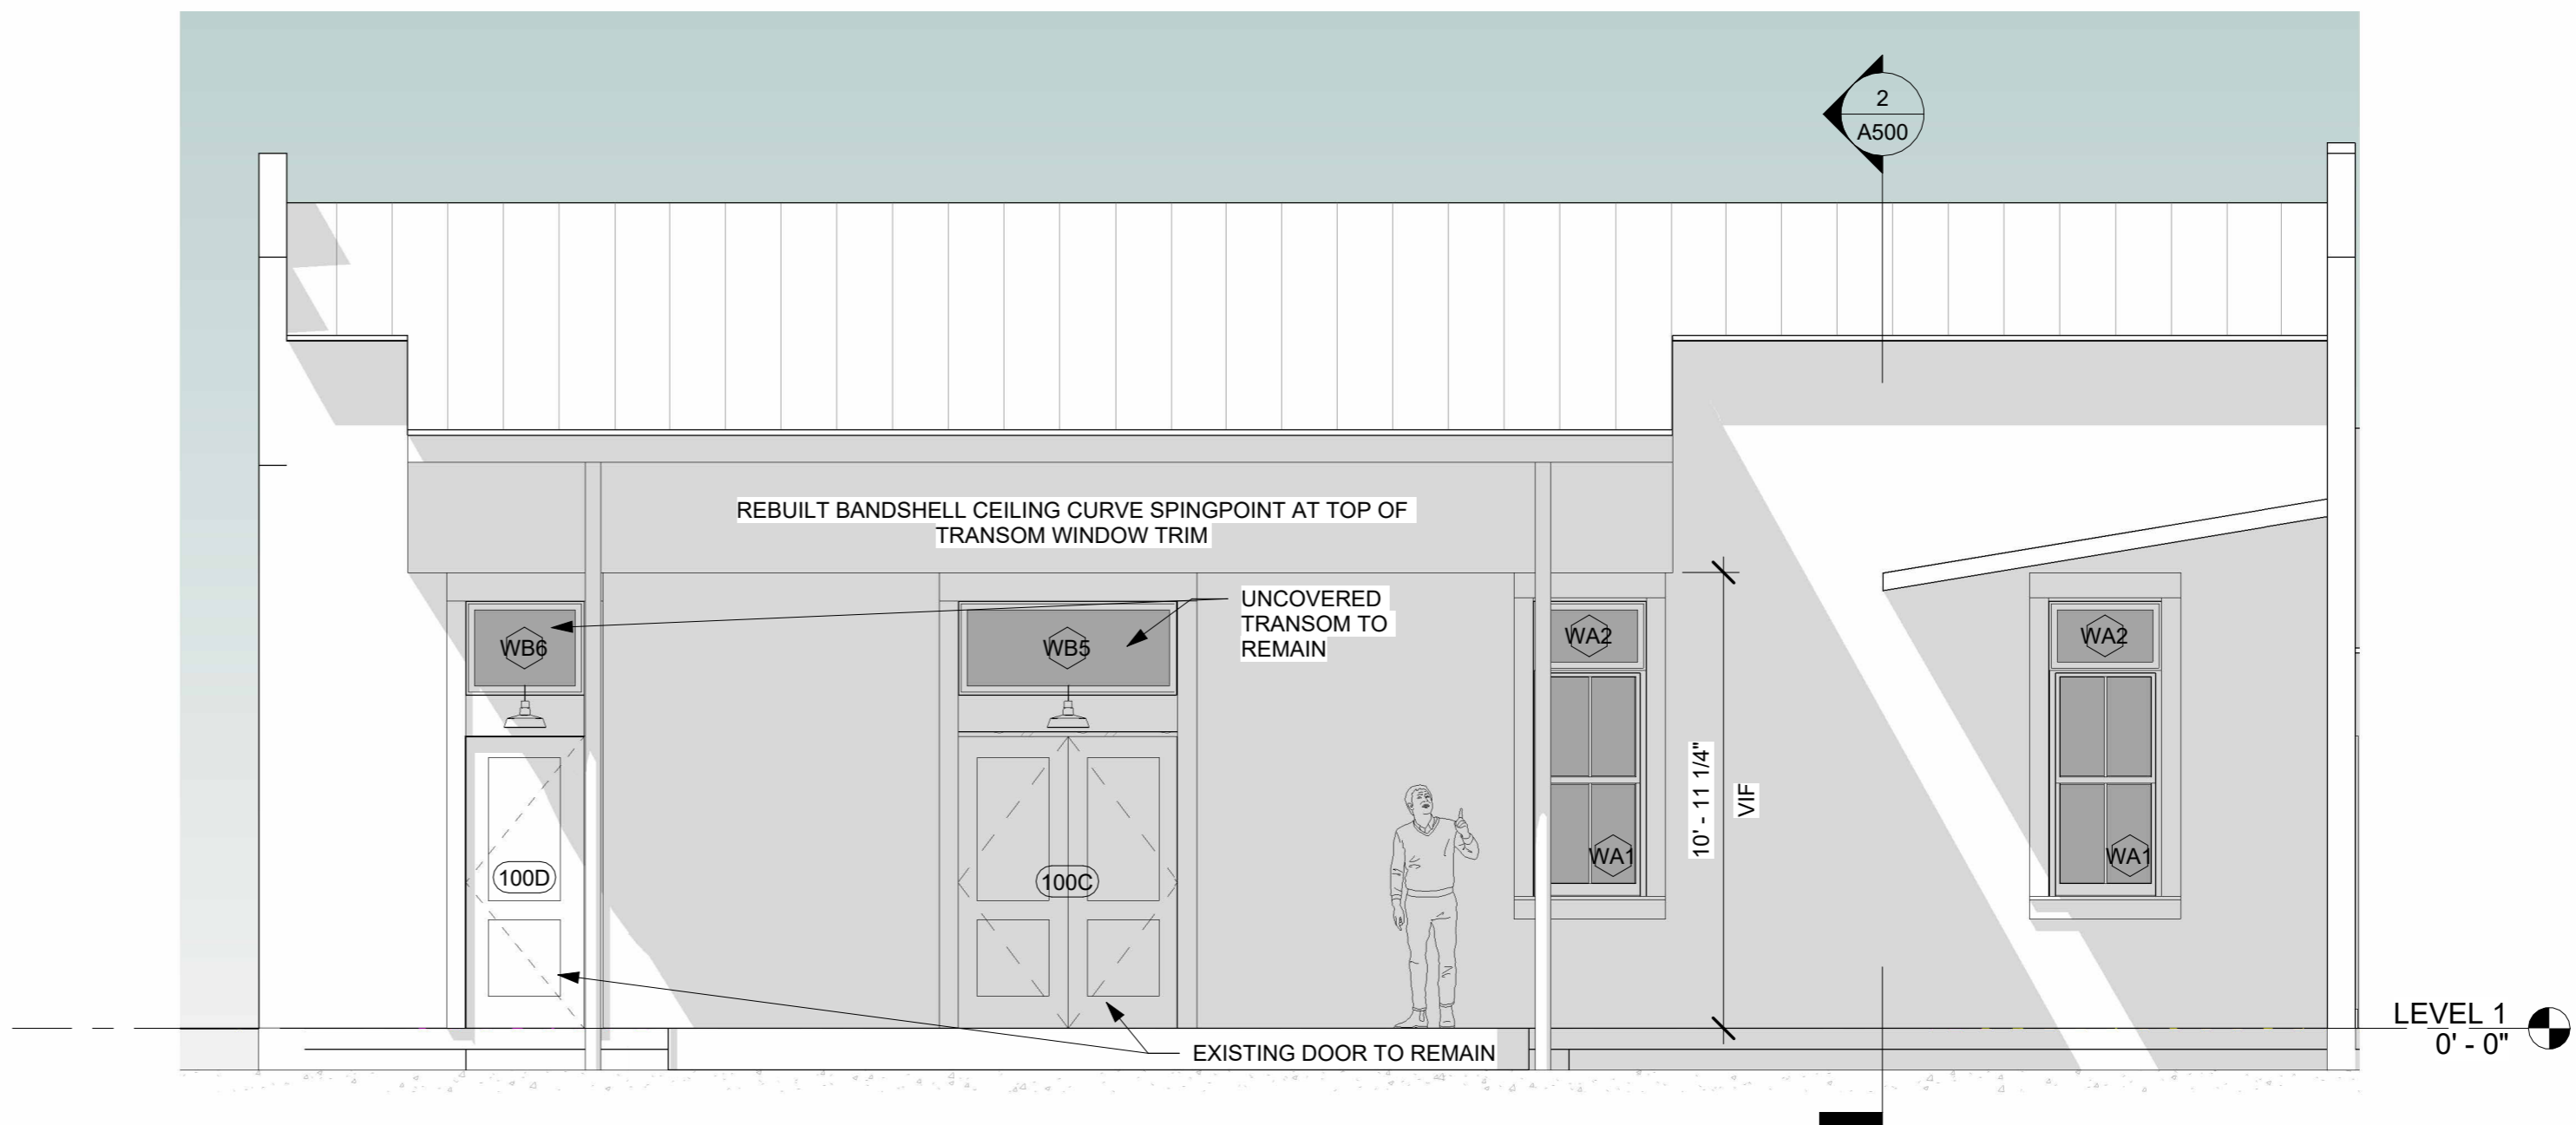 2
A500
REBUILT BANDSHELL CEILING CURVE SPINGPOINT AT TOP OF
TRANSOM WINDOW TRIM
UNCOVERED
TRANSOM TO
REMAIN
WB6
WB5
WA2
WA2
10' - 11 1/4"
VIF
WA1
WA1
100D
100C
LEVEL 1
0' - 0"
EXISTING DOOR TO REMAIN